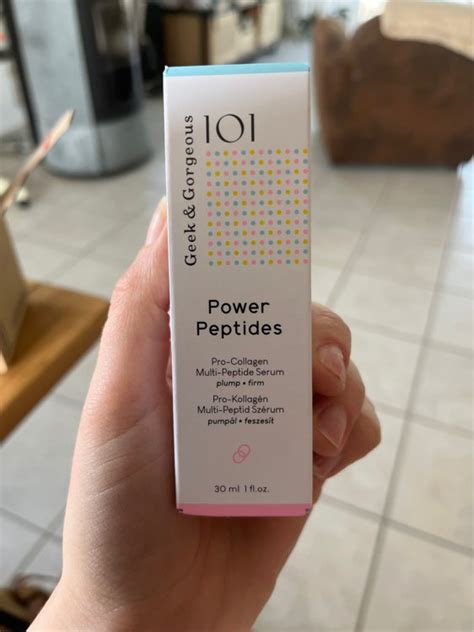 Geek & Gorgeous
101
Power
Peptides
Pro-Collagen
Multi-Peptide Serum
plump • firm
Pro-Kollagén
Multi-Peptid Szérum
pumpál • feszesít
30 ml 1 fl.oz.